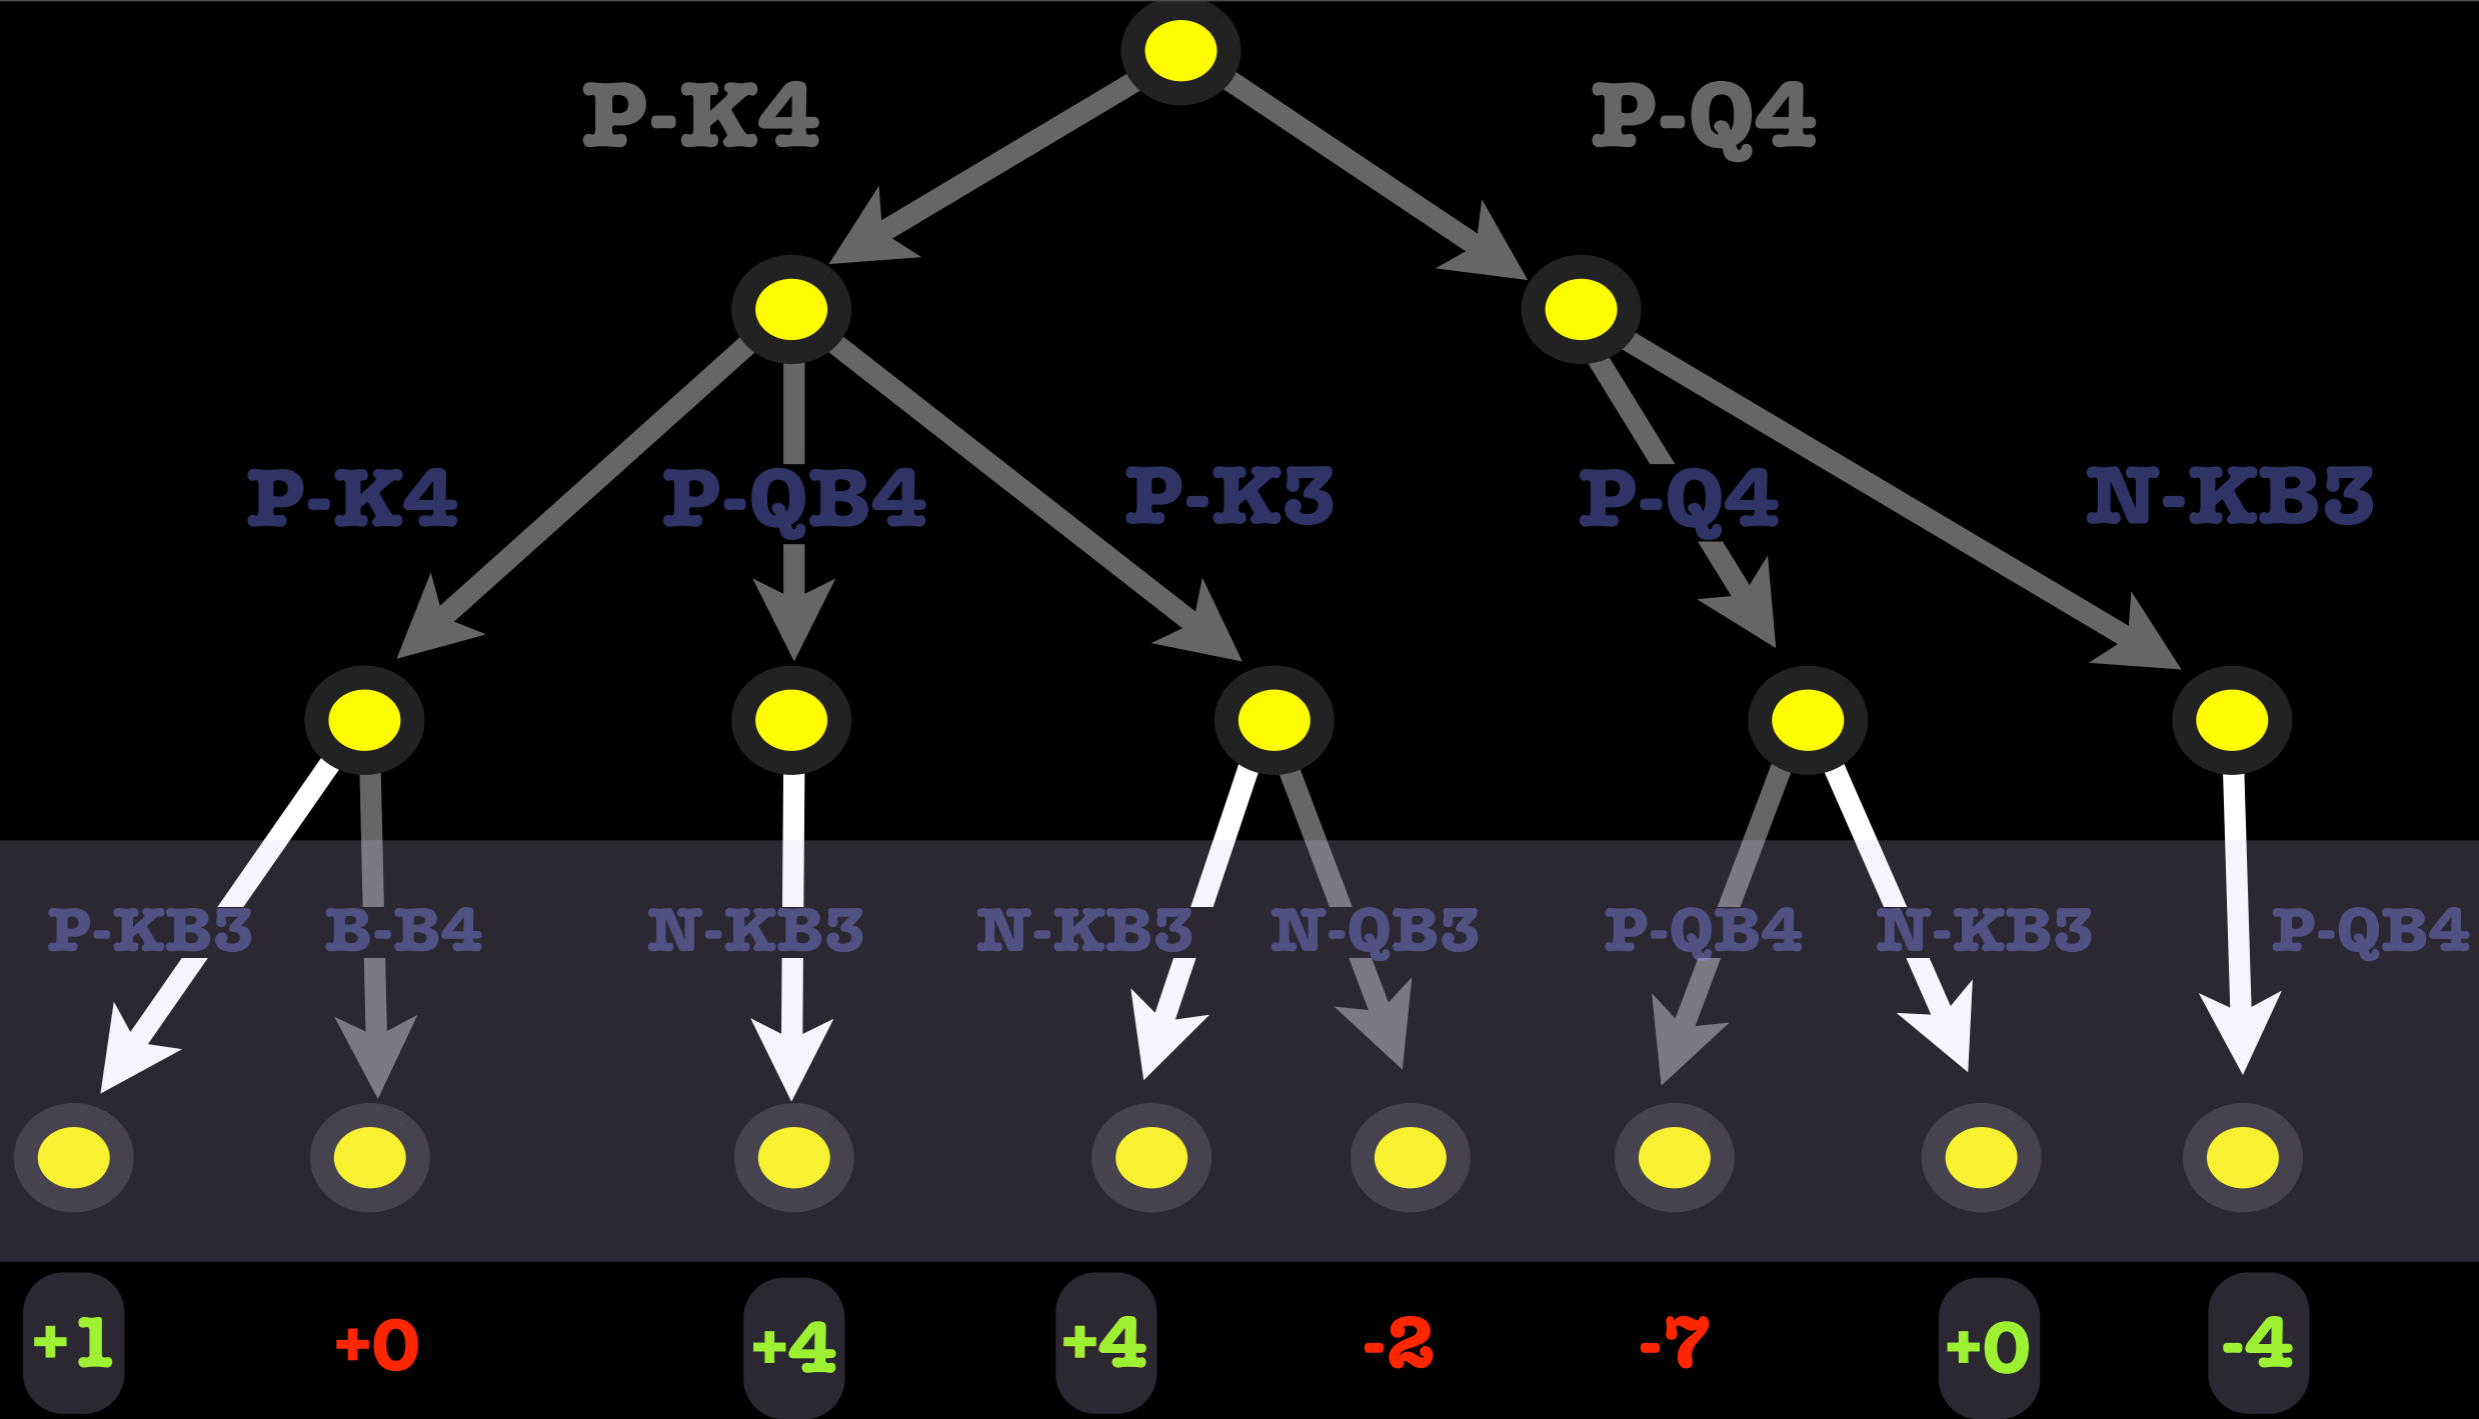 P-K4 P-Q4
P-K4 P-QB4 P-K3 P-Q4 N-KB3
P-KB3 B-B4 N-KB3 N-KB3 N-QB3 P-QB4 N-KB3 P-QB4
+1 +0 +4 +4 -2 -7 +0 -4